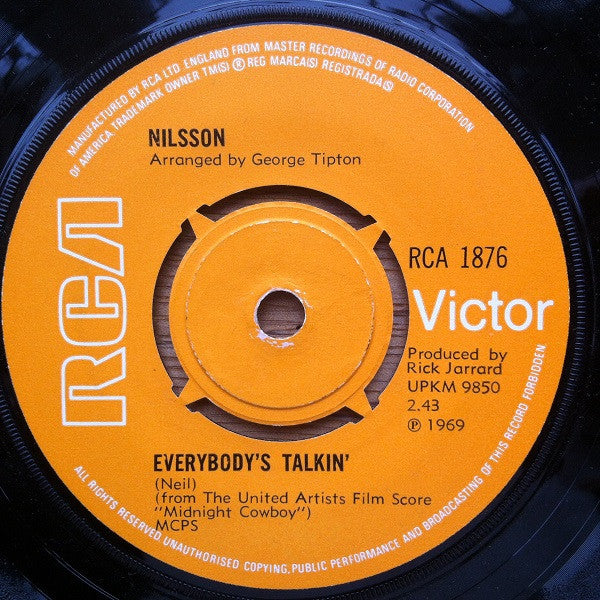 MANUFACTURED BY RCA LTD. ENGLAND FROM MASTER RECORDINGS OF RADIO CORPORATION
OF AMERICA TRADEMARK OWNER TM(S) ® REG MARCA(S) REGISTRADA(S)
NILSSON
Arranged by George Tipton
RCA
RCA 1876
Victor
Produced by
Rick Jarrard
UPKM 9850
2.43
Ⓟ 1969
EVERYBODY'S TALKIN'
(Neil)
(from The United Artists Film Score
"Midnight Cowboy")
MCPS
ALL RIGHTS RESERVED UNAUTHORISED COPYING, PUBLIC PERFORMANCE AND BROADCASTING OF THIS RECORD FORBIDDEN